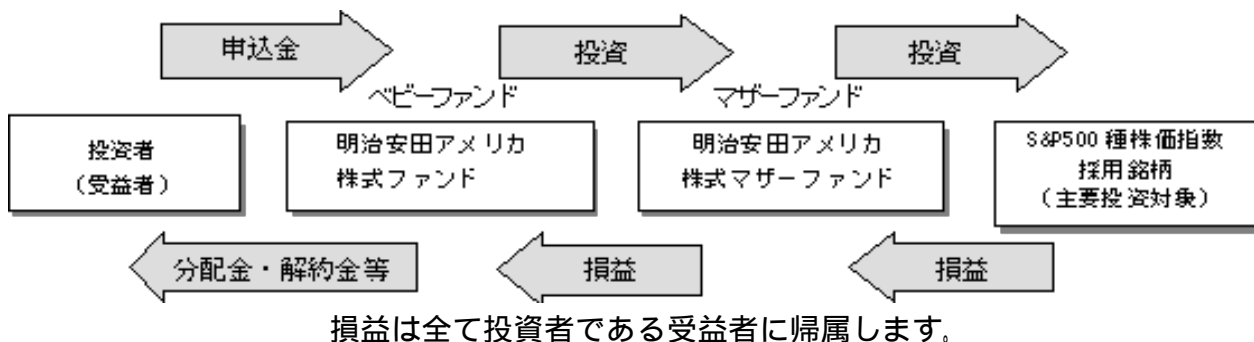 申込金
投資
投資
ベビーファンド
マザーファンド
投資者
（受益者）
明治安田アメリカ
株式ファンド
明治安田アメリカ
株式マザーファンド
S&P500 種株価指数
採用銘柄
（主要投資対象）
分配金・解約金等
損益
損益
損益は全て投資者である受益者に帰属します。